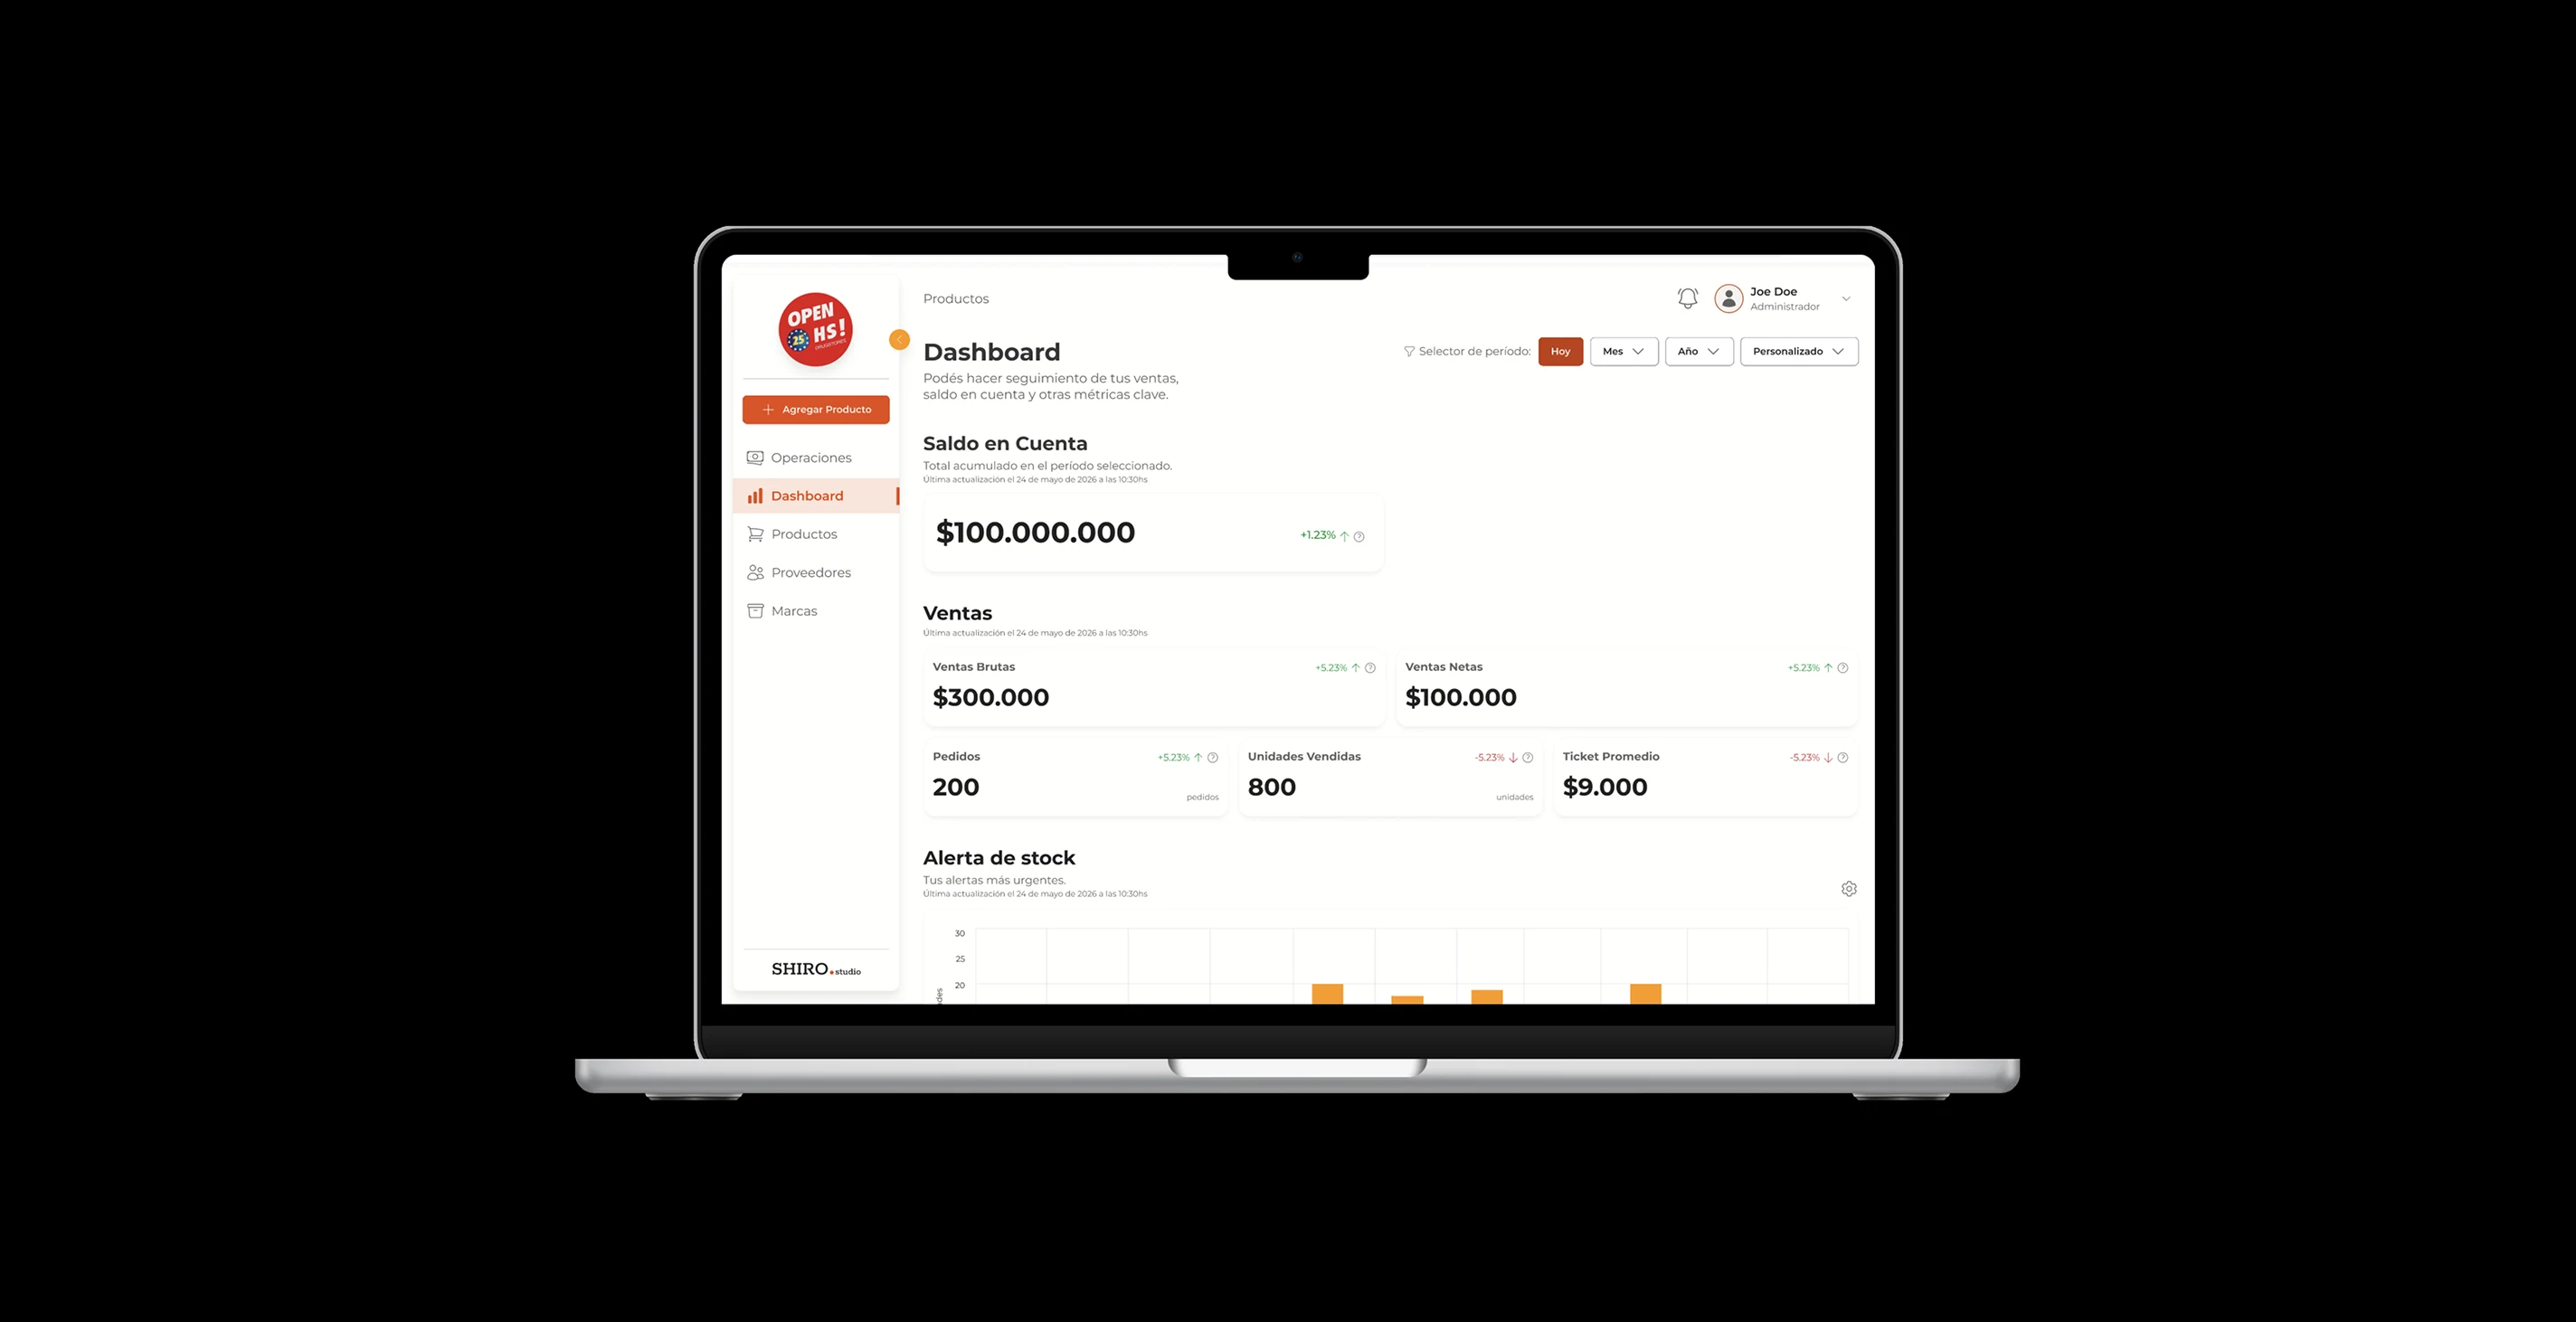 OPEN
25 HS!
Agregar Producto
Operaciones
Dashboard
Productos
Proveedores
Marcas
SHIRO.studio
Productos
Joe Doe
Administrador
Dashboard
Podés hacer seguimiento de tus ventas,
saldo en cuenta y otras métricas clave.
Selector de período:
Hoy
Mes
Año
Personalizado
Saldo en Cuenta
Total acumulado en el período seleccionado.
Última actualización el 24 de mayo de 2026 a las 10:30hs
$100.000.000
+1.23%
Ventas
Última actualización el 24 de mayo de 2026 a las 10:30hs
Ventas Brutas
+5.23%
$300.000
Ventas Netas
+5.23%
$100.000
Pedidos
+5.23%
200
pedidos
Unidades Vendidas
-5.23%
800
unidades
Ticket Promedio
-5.23%
$9.000
Alerta de stock
Tus alertas más urgentes.
Última actualización el 24 de mayo de 2026 a las 10:30hs
30
25
20